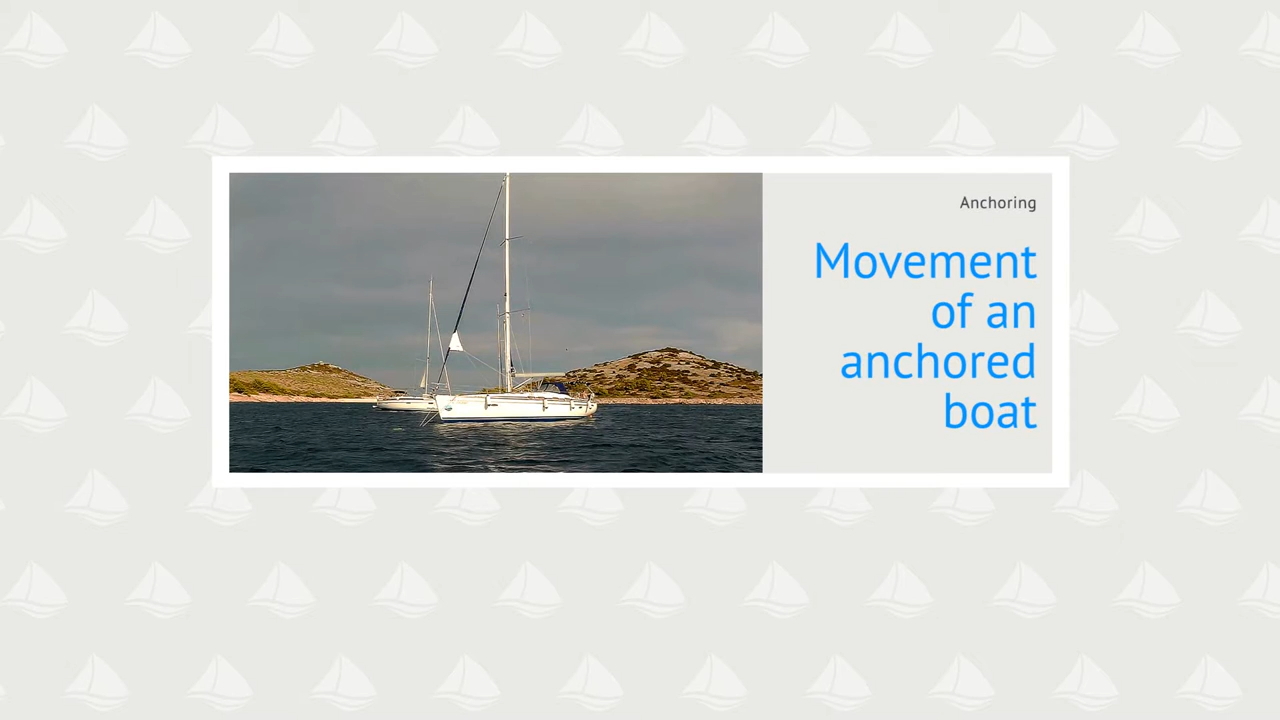 Anchoring
Movement
of an
anchored
boat